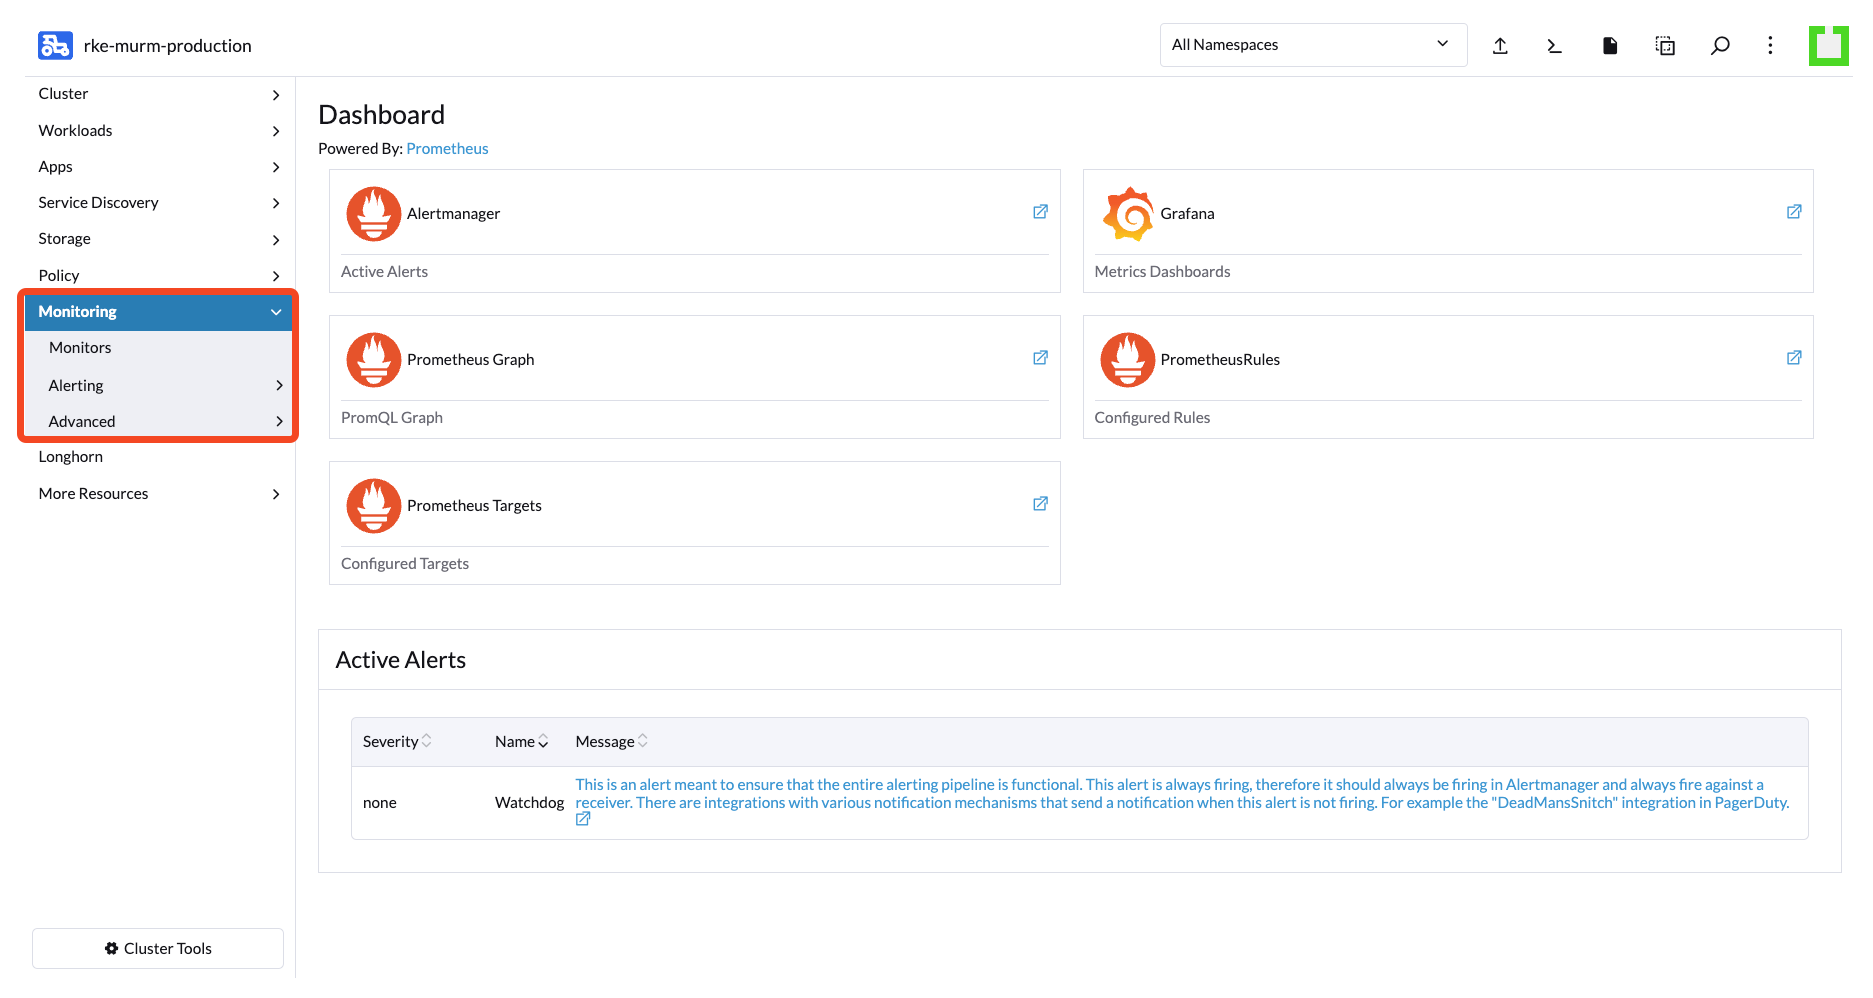 rke-murm-production
All Namespaces
Cluster
Workloads
Apps
Service Discovery
Storage
Policy
Monitoring
Monitors
Alerting
Advanced
Longhorn
More Resources
Cluster Tools
Dashboard
Powered By: Prometheus
Alertmanager
Active Alerts
Grafana
Metrics Dashboards
Prometheus Graph
PromQL Graph
PrometheusRules
Configured Rules
Prometheus Targets
Configured Targets
Active Alerts
Severity Name Message
none Watchdog
This is an alert meant to ensure that the entire alerting pipeline is functional. This alert is always firing, therefore it should always be firing in Alertmanager and always fire against a
receiver. There are integrations with various notification mechanisms that send a notification when this alert is not firing. For example the "DeadMansSnitch" integration in PagerDuty.